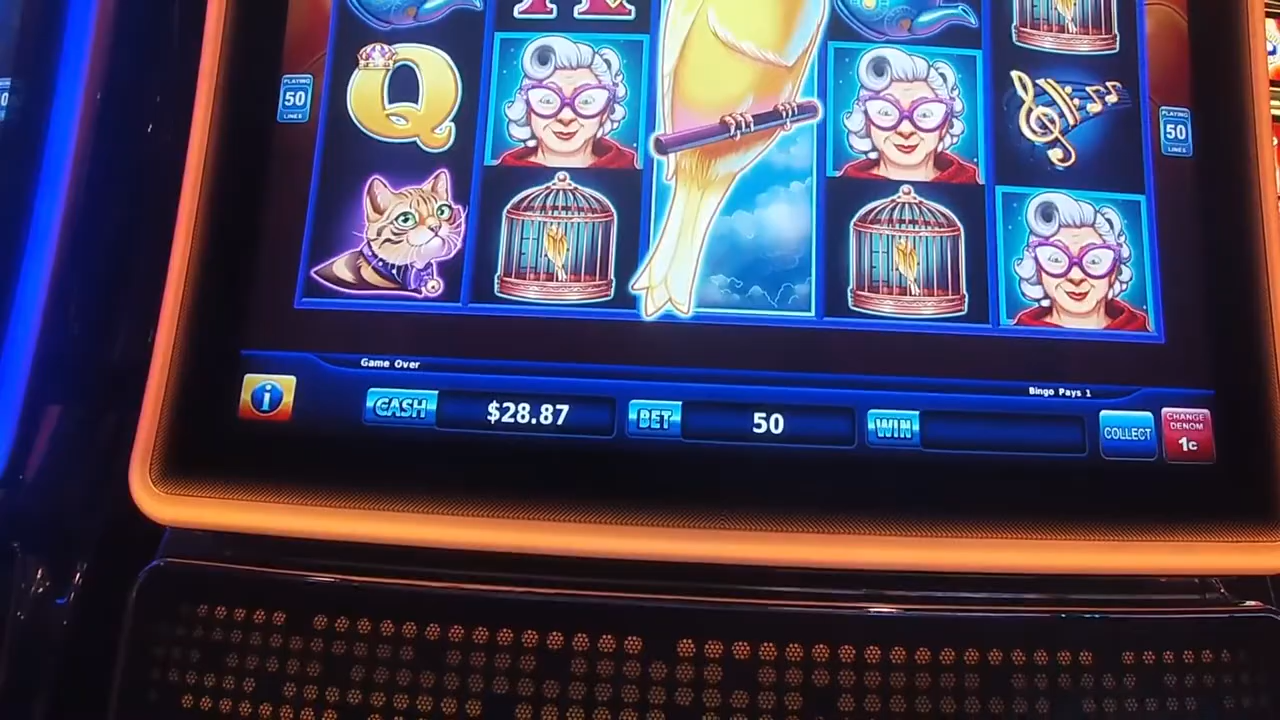 Q
PLAYING
50
LINES
PLAYING
50
LINES
Game Over
Bingo Pays 1
i
CASH
$28.87
BET
50
WIN
COLLECT
CHANGE
DENOM
1c